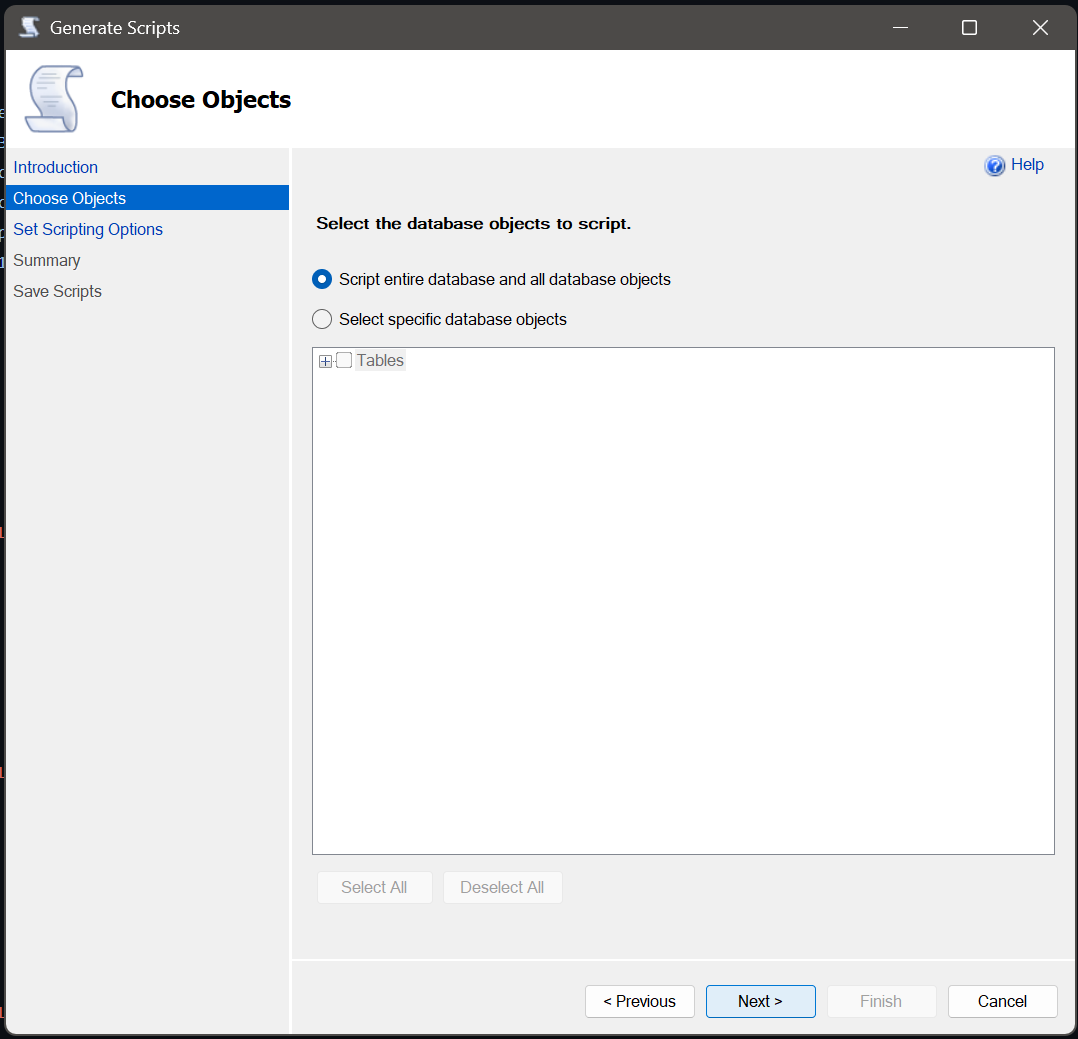 Generate Scripts
Choose Objects
Introduction
Choose Objects
Set Scripting Options
Summary
Save Scripts
Help
Select the database objects to script.
Script entire database and all database objects
Select specific database objects
Tables
Select All
Deselect All
< Previous
Next >
Finish
Cancel